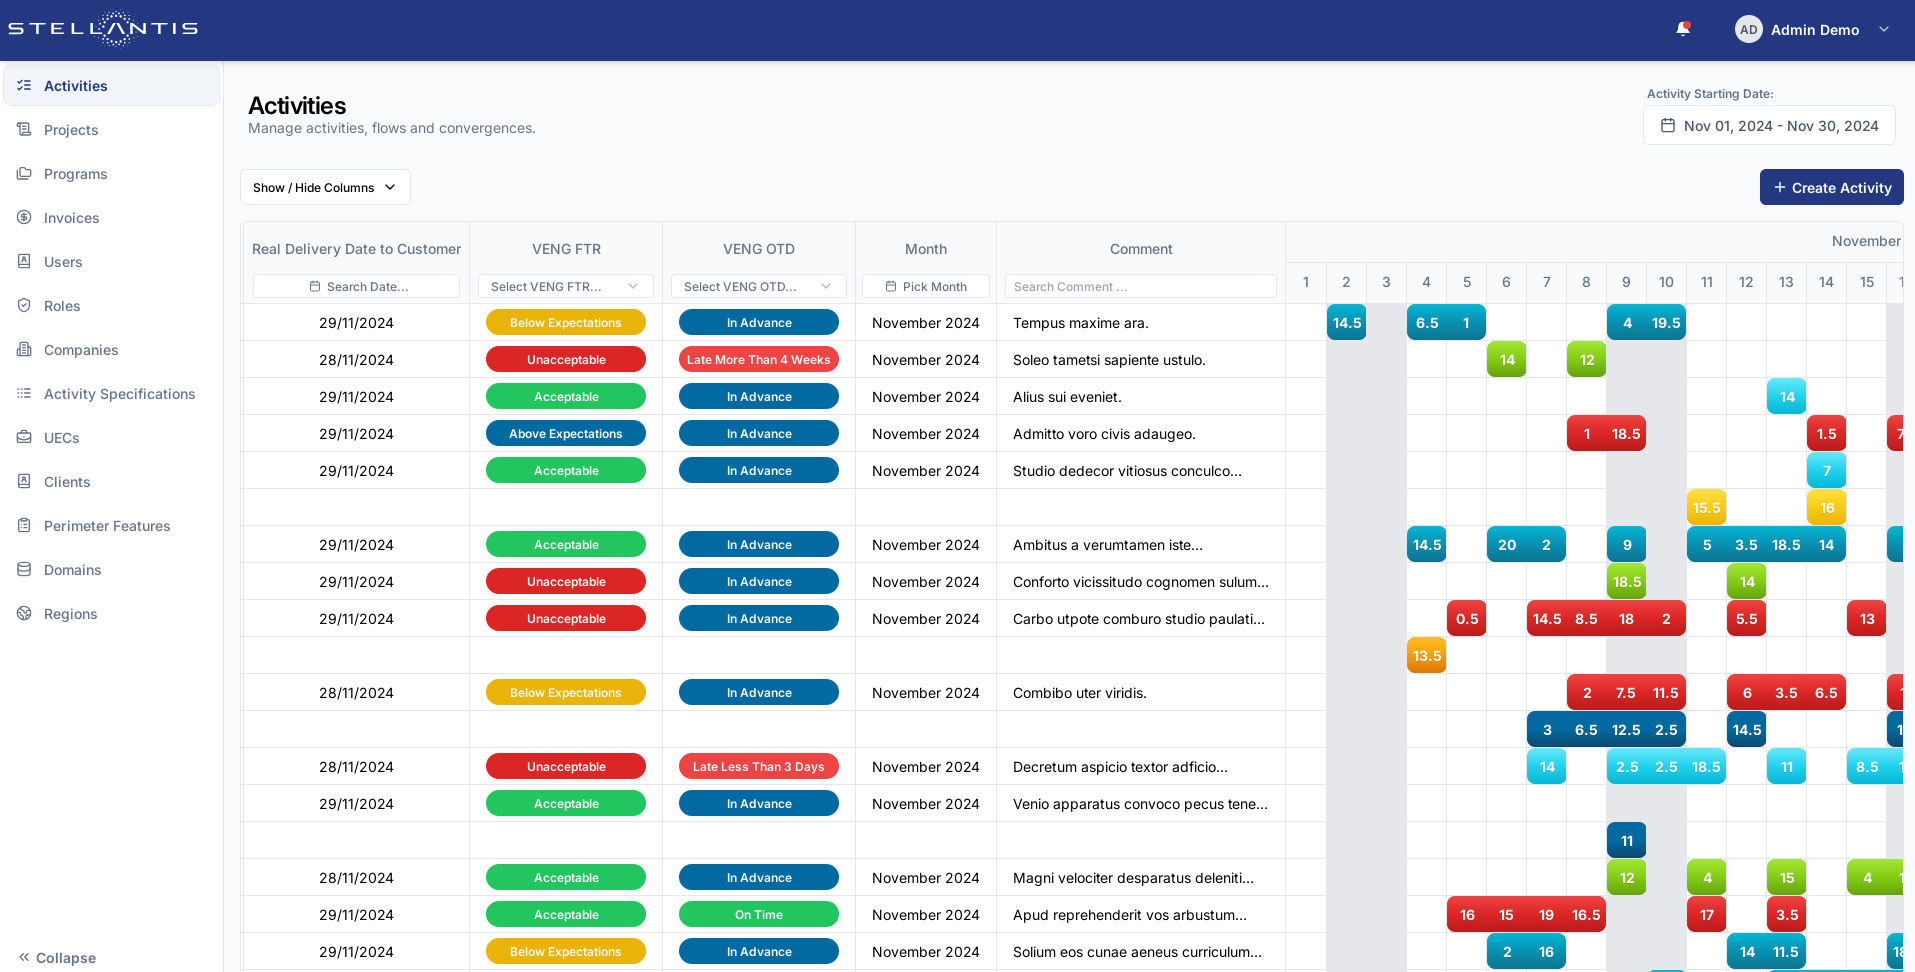 STELLANTIS
AD Admin Demo
Activities
Projects
Programs
Invoices
Users
Roles
Companies
Activity Specifications
UECs
Clients
Perimeter Features
Domains
Regions
Collapse
Activities
Manage activities, flows and convergences.
Activity Starting Date:
Nov 01, 2024 - Nov 30, 2024
Show / Hide Columns
Create Activity
Real Delivery Date to Customer VENG FTR VENG OTD Month Comment November
Search Date... Select VENG FTR... Select VENG OTD... Pick Month Search Comment ... 1 2 3 4 5 6 7 8 9 10 11 12 13 14 15
29/11/2024 Below Expectations In Advance November 2024 Tempus maxime ara. 14.5 6.5 1 4 19.5
28/11/2024 Unacceptable Late More Than 4 Weeks November 2024 Soleo tametsi sapiente ustulo. 14 12
29/11/2024 Acceptable In Advance November 2024 Alius sui eveniet. 14
29/11/2024 Above Expectations In Advance November 2024 Admitto voro civis adaugeo. 1 18.5 1.5
29/11/2024 Acceptable In Advance November 2024 Studio dedecor vitiosus conculco... 7
15.5 16
29/11/2024 Acceptable In Advance November 2024 Ambitus a verumtamen iste... 14.5 20 2 9 5 3.5 18.5 14
29/11/2024 Unacceptable In Advance November 2024 Conforto vicissitudo cognomen sulum... 18.5 14
29/11/2024 Unacceptable In Advance November 2024 Carbo utpote comburo studio paulati... 0.5 14.5 8.5 18 2 5.5 13
13.5
28/11/2024 Below Expectations In Advance November 2024 Combibo uter viridis. 2 7.5 11.5 6 3.5 6.5
3 6.5 12.5 2.5 14.5
28/11/2024 Unacceptable Late Less Than 3 Days November 2024 Decretum aspicio textor adficio... 14 2.5 2.5 18.5 11 8.5
29/11/2024 Acceptable In Advance November 2024 Venio apparatus convoco pecus tene...
11
28/11/2024 Acceptable In Advance November 2024 Magni velociter desparatus deleniti... 12 4 15 4
29/11/2024 Acceptable On Time November 2024 Apud reprehenderit vos arbustum... 16 15 19 16.5 17 3.5
29/11/2024 Below Expectations In Advance November 2024 Solium eos cunae aeneus curriculum... 2 16 14 11.5